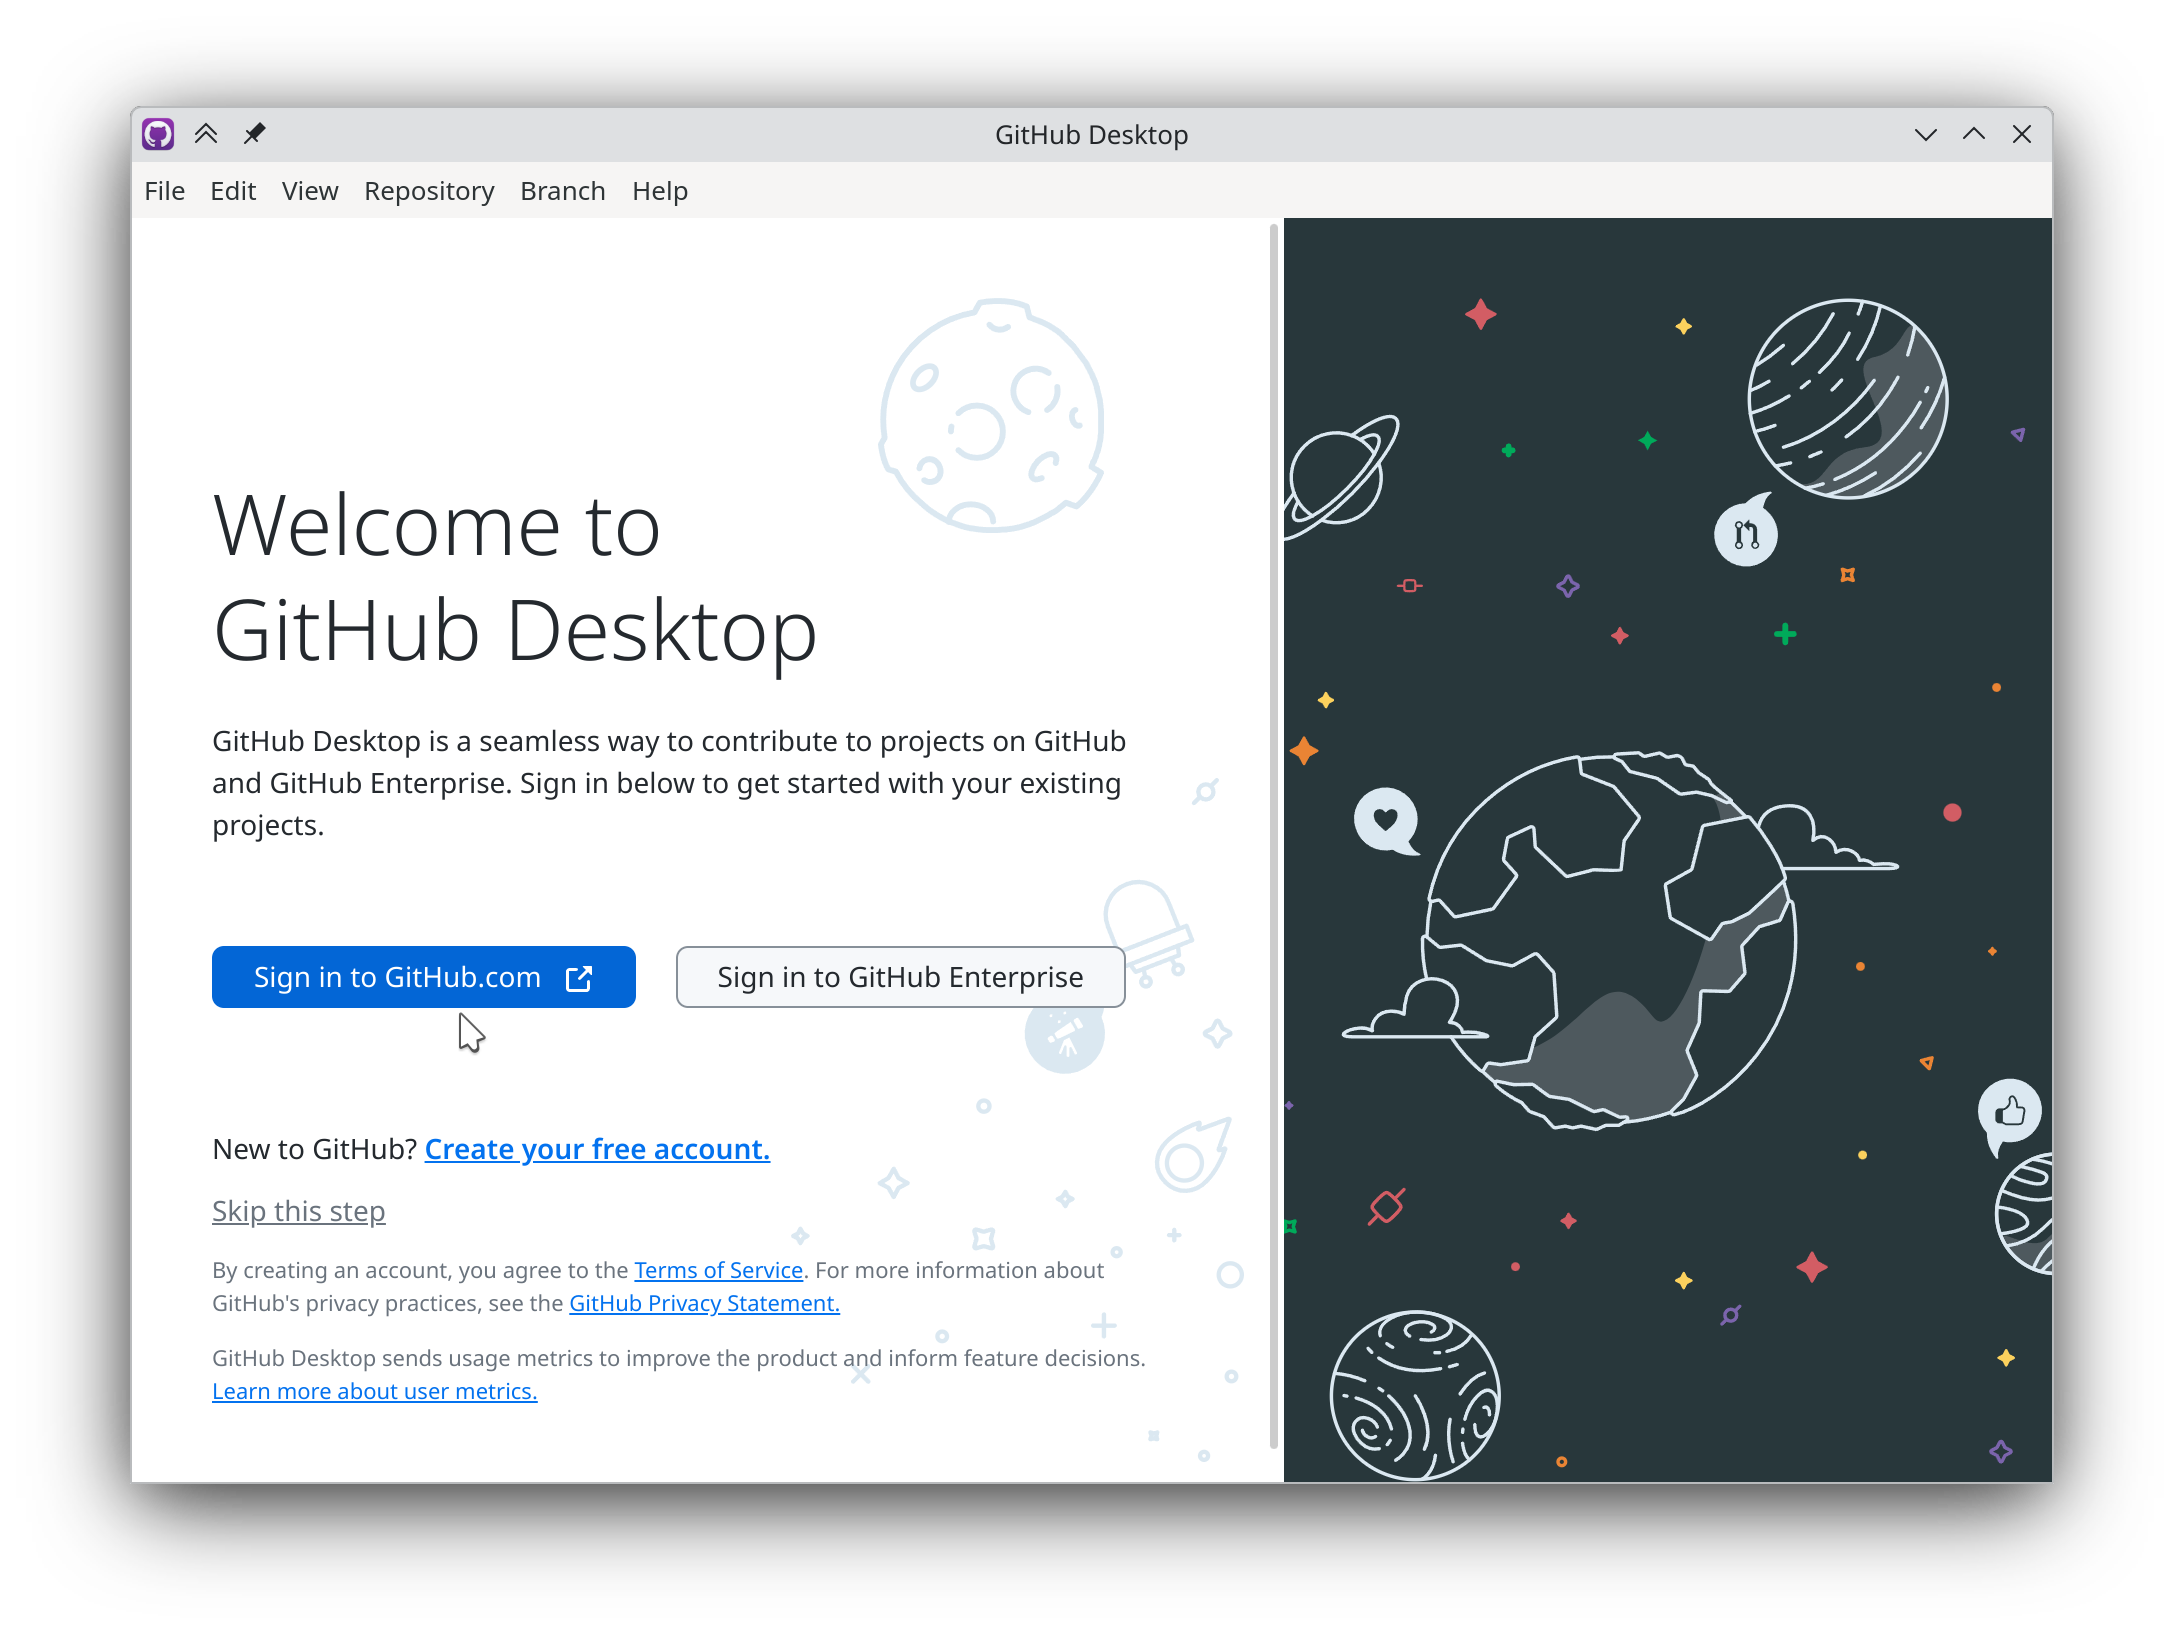 GitHub Desktop
File Edit View Repository Branch Help
Welcome to
GitHub Desktop
GitHub Desktop is a seamless way to contribute to projects on GitHub
and GitHub Enterprise. Sign in below to get started with your existing
projects.
Sign in to GitHub.com
Sign in to GitHub Enterprise
New to GitHub? Create your free account.
Skip this step
By creating an account, you agree to the Terms of Service. For more information about
GitHub's privacy practices, see the GitHub Privacy Statement.
GitHub Desktop sends usage metrics to improve the product and inform feature decisions.
Learn more about user metrics.